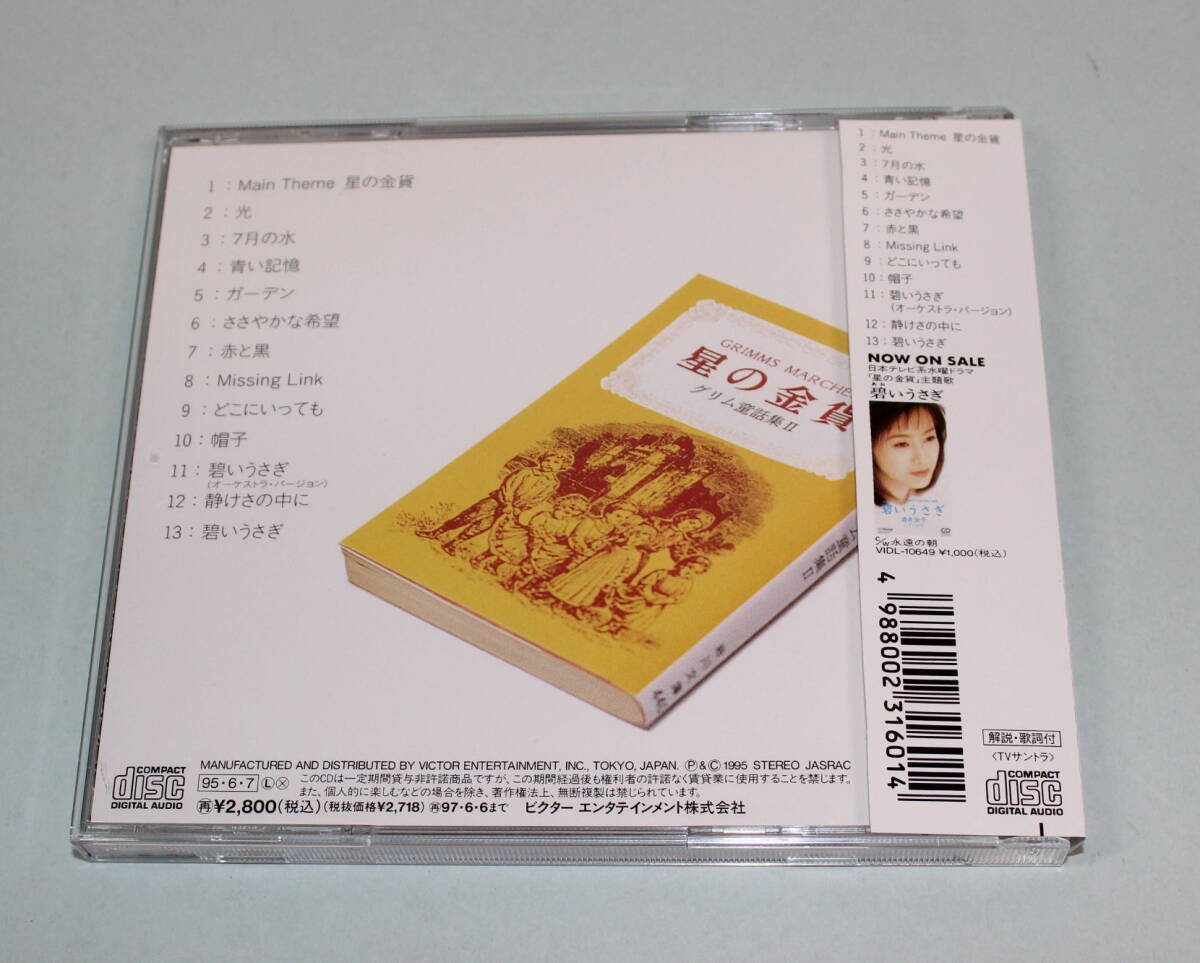 1：Main Theme 星の金貨
2：光
3：7月の水
4：青い記憶
5：ガーデン
6：ささやかな希望
7：赤と黒
8：Missing Link
9：どこにいっても
10：帽子
11：碧いうさぎ
(オーケストラ・バージョン)
12：静けさの中に
13：碧いうさぎ
GRIMMS MARCHE
星の金貨
グリム童話集II
ム童話集II
MANUFACTURED AND DISTRIBUTED BY VICTOR ENTERTAINMENT, INC., TOKYO, JAPAN. Ⓟ&Ⓒ 1995 STEREO JASRAC
COMPACT
disc
DIGITAL AUDIO
95・6・7 Ⓛ
このCDは一定期間貸与非許諾商品ですが、この期間経過後も権利者の許諾なく賃貸業に使用することを禁じます。
また、個人的に楽しむなどの場合を除き、著作権法上、無断複製は禁じられています。
再¥2,800(税込)(税抜価格¥2,718) 再97・6・6まで ビクター エンタテインメント株式会社
1：Main Theme 星の金貨
2：光
3：7月の水
4：青い記憶
5：ガーデン
6：ささやかな希望
7：赤と黒
8：Missing Link
9：どこにいっても
10：帽子
11：碧いうさぎ
(オーケストラ・バージョン)
12：静けさの中に
13：碧いうさぎ
NOW ON SALE
日本テレビ系水曜ドラマ
「星の金貨」主題歌
あお
碧いうさぎ
碧いうさぎ
酒井法子
C/W永遠の朝
VIDL-10649 ¥1,000(税込)
4 988002 316014
解説・歌詞付
〈TVサントラ〉
COMPACT
disc
DIGITAL AUDIO